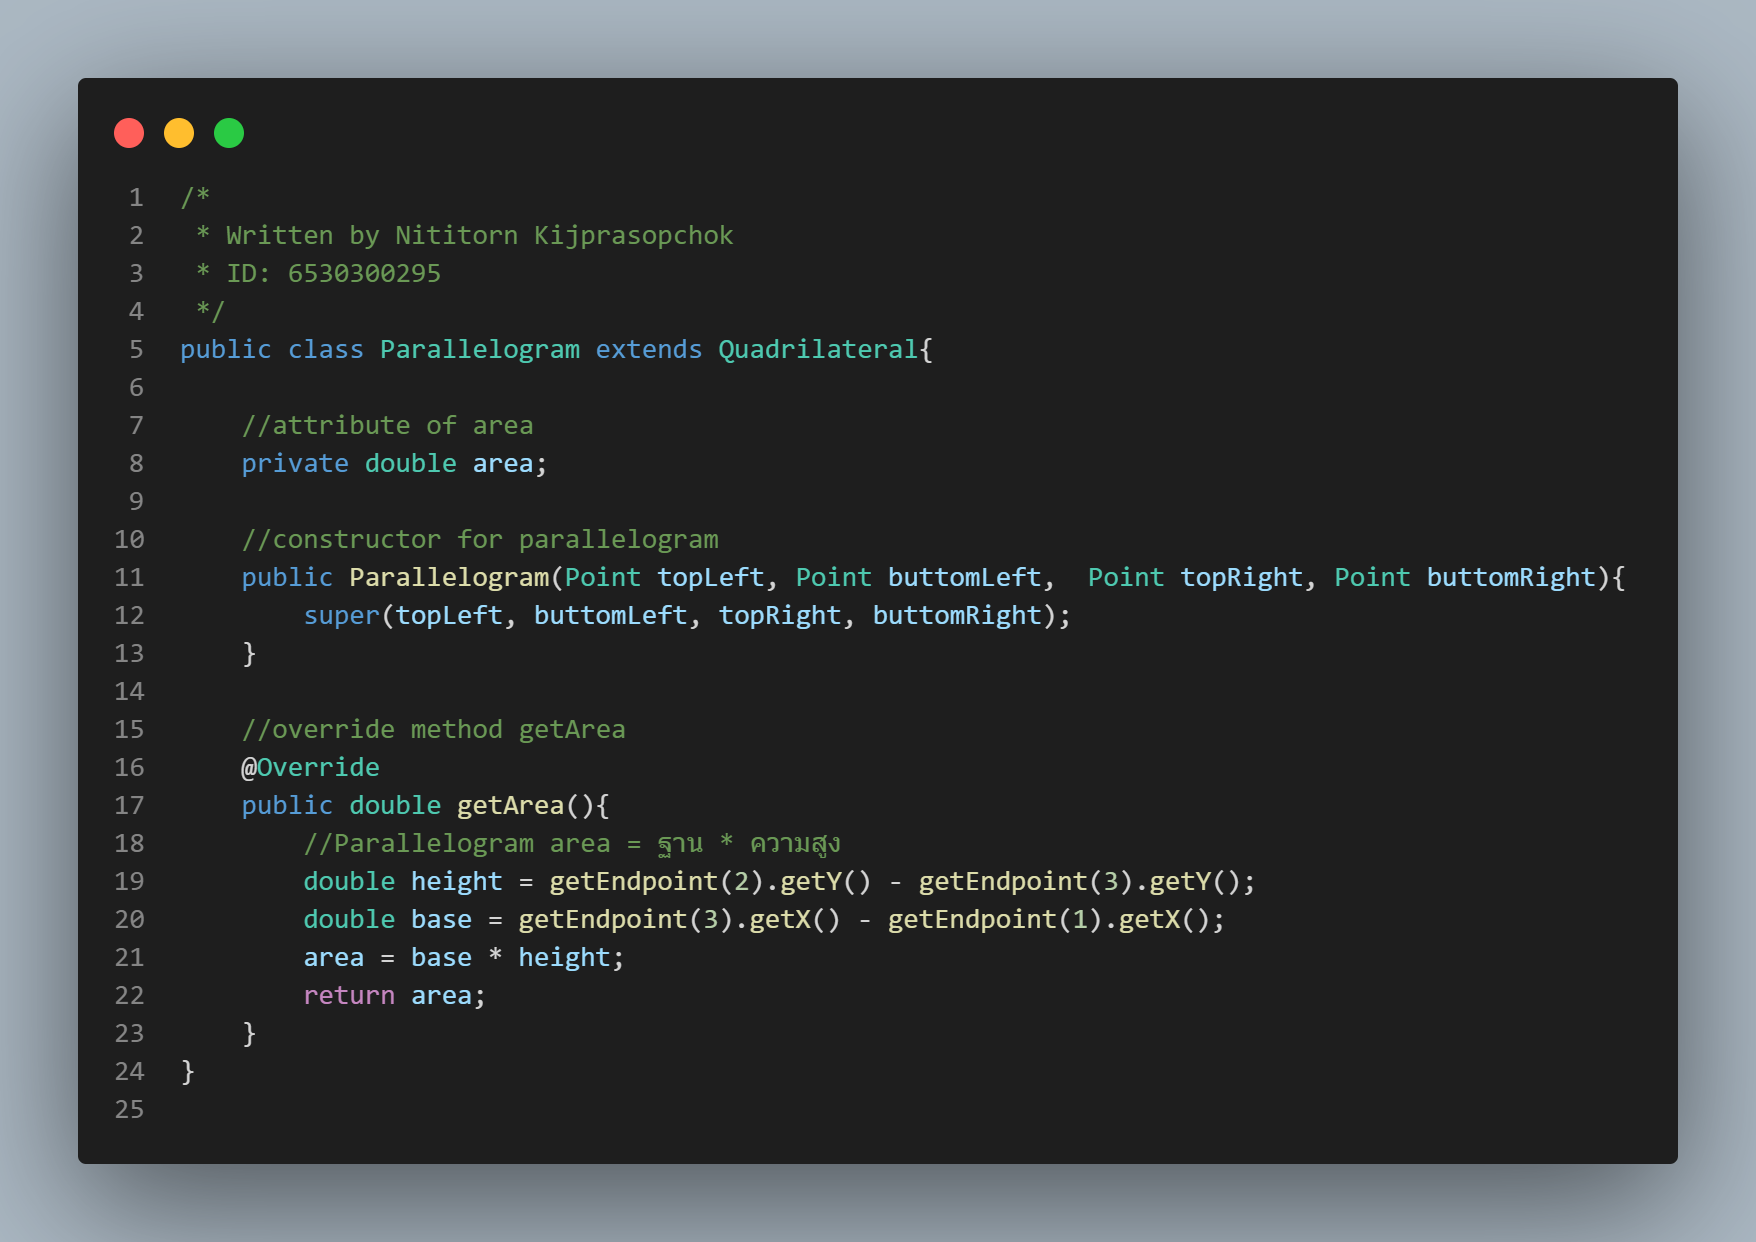 1 /*
2  * Written by Nititorn Kijprasopchok
3  * ID: 6530300295
4  */
5 public class Parallelogram extends Quadrilateral{
6
7     //attribute of area
8     private double area;
9
10     //constructor for parallelogram
11     public Parallelogram(Point topLeft, Point buttomLeft,  Point topRight, Point buttomRight){
12         super(topLeft, buttomLeft, topRight, buttomRight);
13     }
14
15     //override method getArea
16     @Override
17     public double getArea(){
18         //Parallelogram area = ฐาน * ความสูง
19         double height = getEndpoint(2).getY() - getEndpoint(3).getY();
20         double base = getEndpoint(3).getX() - getEndpoint(1).getX();
21         area = base * height;
22         return area;
23     }
24 }
25